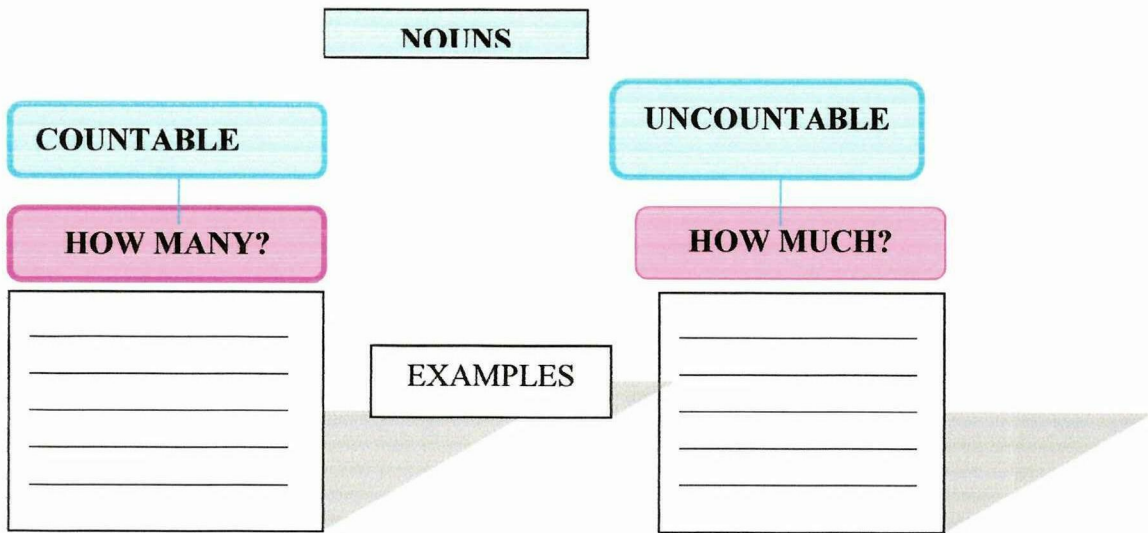 NOUNS
COUNTABLE
UNCOUNTABLE
HOW MANY?
HOW MUCH?
EXAMPLES